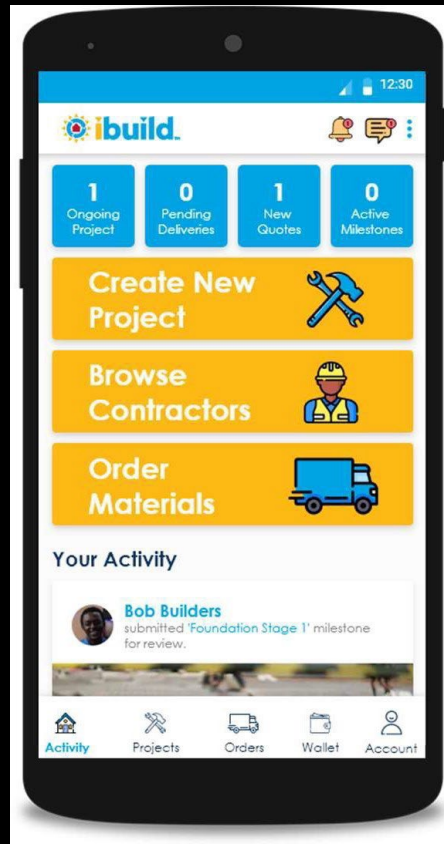 12:30
ibuild.
1
Ongoing
Project
0
Pending
Deliveries
1
New
Quotes
0
Active
Milestones
Create New
Project
Browse
Contractors
Order
Materials
Your Activity
Bob Builders
submitted 'Foundation Stage 1' milestone
for review.
Activity
Projects
Orders
Wallet
Account